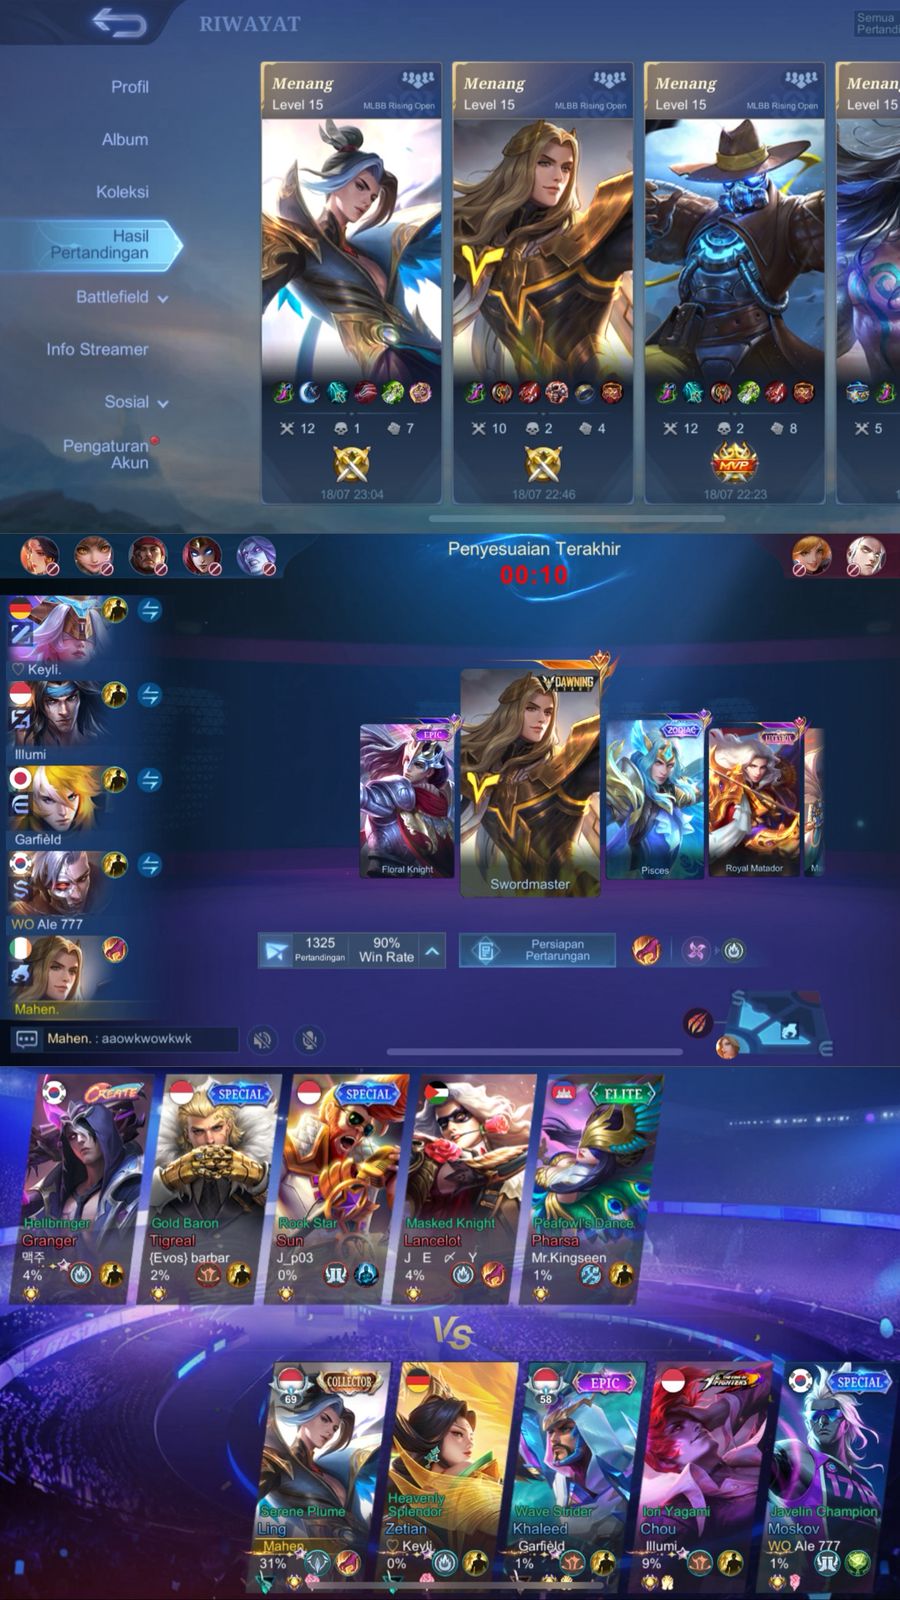 RIWAYAT
Semua
Profil
Album
Koleksi
Hasil
Pertandingan
Battlefield
Info Streamer
Sosial
Pengaturan
Akun
Menang
Level 15
MLBB Rising Open
12 1 7
18/07 23:04
Menang
Level 15
MLBB Rising Open
10 2 4
18/07 22:46
Menang
Level 15
MLBB Rising Open
12 2 8
MVP
18/07 22:23
Level 15
5
Penyesuaian Terakhir
00:10
♡ Keyli.
Illumi
Garfièld
WO Ale 777
Mahen.
EPIC
Floral Knight
DAWNING
Swordmaster
ZODIAC
Pisces
Royal Matador
1325
Pertandingan
90%
Win Rate
Persiapan
Pertarungan
Mahen. : aaowkwowkwk
CREATE
Hellbringer
Granger
맥주
4%
SPECIAL
Gold Baron
Tigreal
{Evos} barbar
2%
SPECIAL
Rock Star
Sun
J_p03
0%
Masked Knight
Lancelot
J E 〆 Y
4%
ELITE
Peafowl's Dance
Pharsa
Mr.Kingseen
1%
Vs
69
COLLECTOR
Serene Plume
Ling
Mahen.
31%
Heavenly
Splendor
Zetian
♡ Keyli.
0%
58
EPIC
Wave Strider
Khaleed
Garfièld
1%
Iori Yagami
Chou
Illumi
9%
SPECIAL
Javelin Champion
Moskov
WO Ale 777
1%